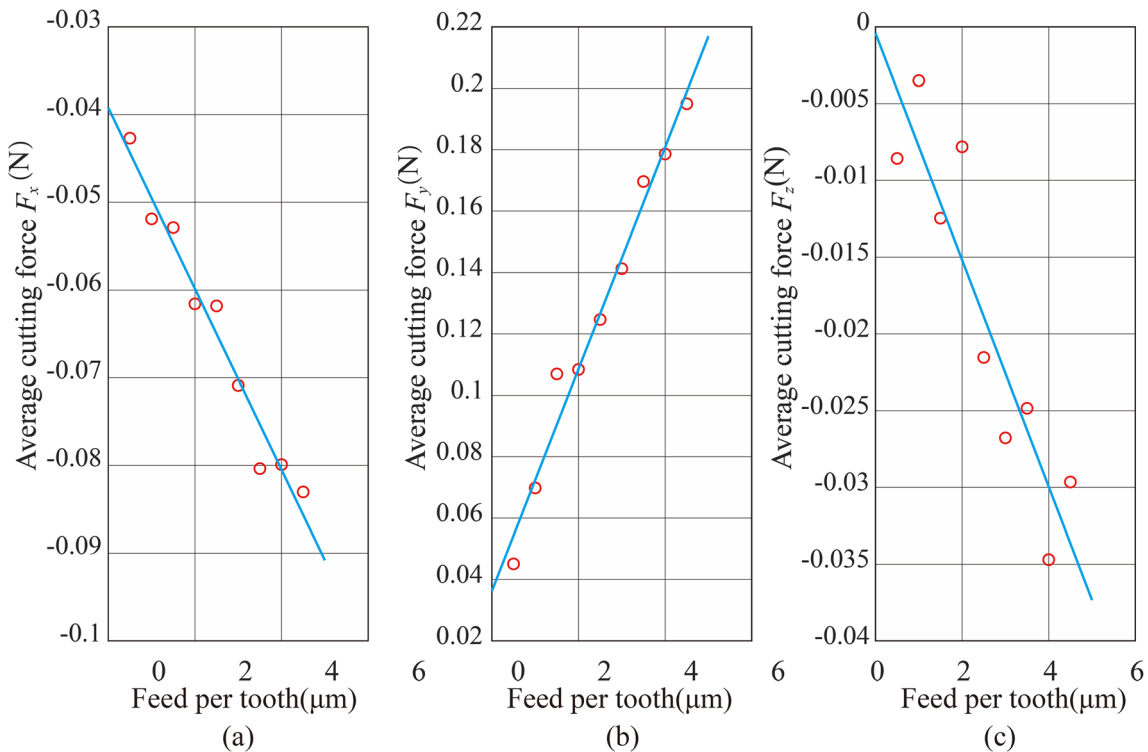 -0.03
-0.04
-0.05
-0.06
-0.07
-0.08
-0.09
-0.1
Average cutting force Fx(N)
0 2 4 6
Feed per tooth(μm)
(a)
0.22
0.2
0.18
0.16
0.14
0.12
0.1
0.08
0.06
0.04
0.02
Average cutting force Fy(N)
0 2 4 6
Feed per tooth(μm)
(b)
0
-0.005
-0.01
-0.015
-0.02
-0.025
-0.03
-0.035
-0.04
Average cutting force Fz(N)
0 2 4 6
Feed per tooth(μm)
(c)